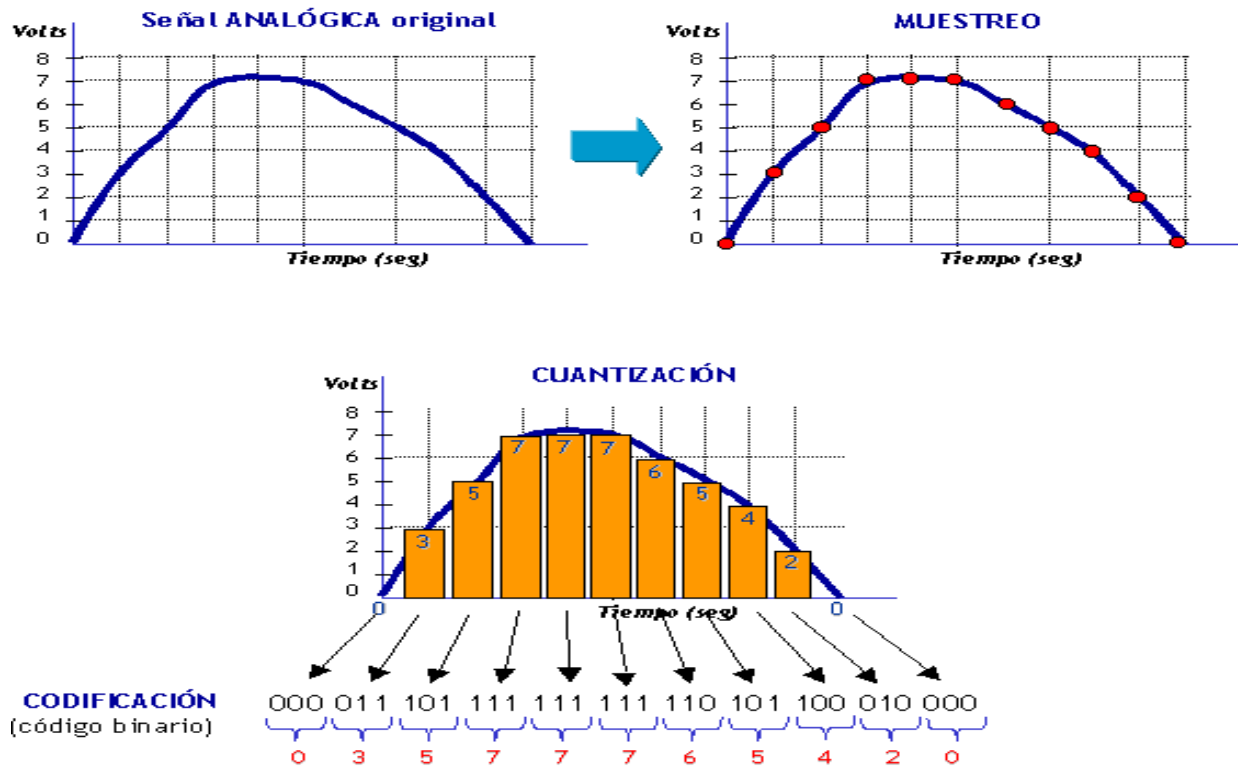 Señal ANALÓGICA original
Volts
8
7
6
5
4
3
2
1
0
Tiempo (seg)
MUESTREO
Volts
8
7
6
5
4
3
2
1
0
Tiempo (seg)
CUANTIZACIÓN
Volts
8
7
6
5
4
3
2
1
0
3 5 7 7 7 6 5 4 2
0 Tiempo (seg) 0
CODIFICACIÓN 000 011 101 111 111 111 110 101 100 010 000
(código binario)
0 3 5 7 7 7 6 5 4 2 0